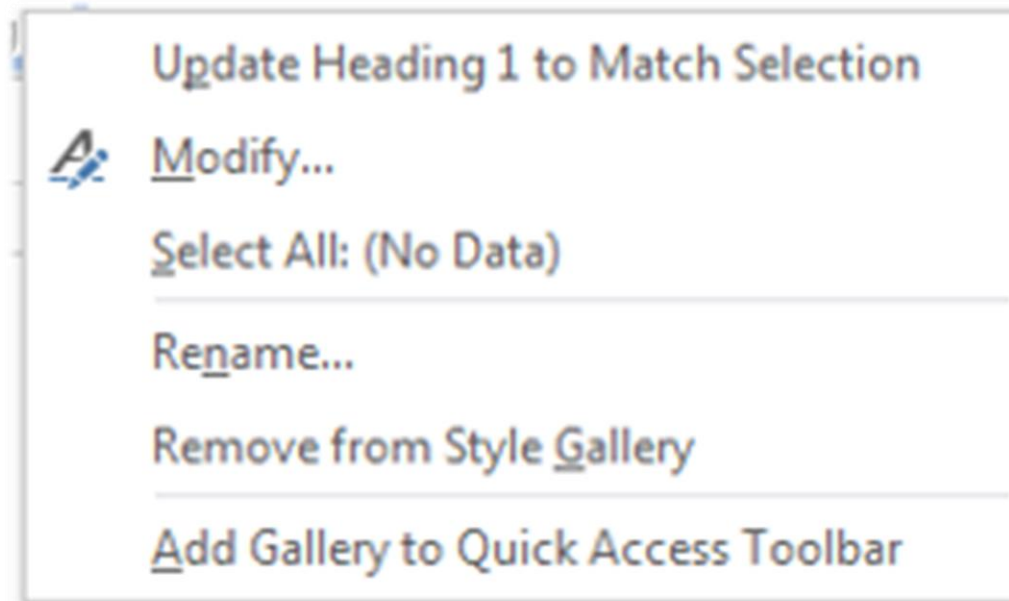 Update Heading 1 to Match Selection
Modify...
Select All: (No Data)
Rename...
Remove from Style Gallery
Add Gallery to Quick Access Toolbar